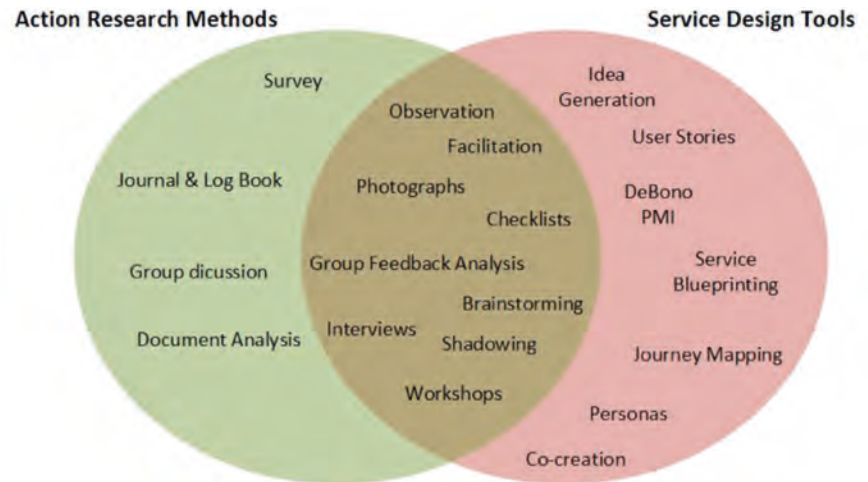 Action Research Methods
Service Design Tools
Survey
Journal & Log Book
Group dicussion
Document Analysis
Observation
Facilitation
Photographs
Checklists
Group Feedback Analysis
Brainstorming
Interviews
Shadowing
Workshops
Idea
Generation
User Stories
DeBono
PMI
Service
Blueprinting
Journey Mapping
Personas
Co-creation